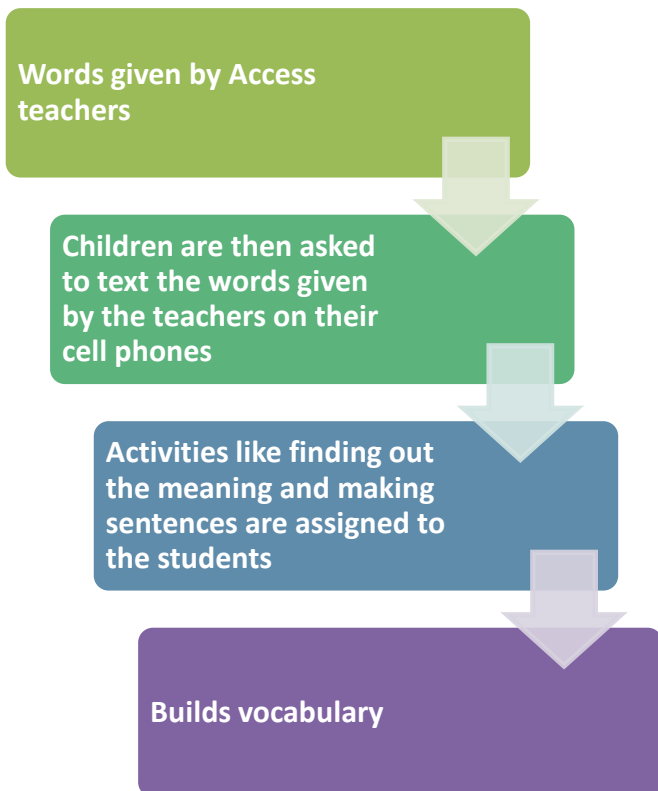 Words given by Access
teachers
Children are then asked
to text the words given
by the teachers on their
cell phones
Activities like finding out
the meaning and making
sentences are assigned to
the students
Builds vocabulary